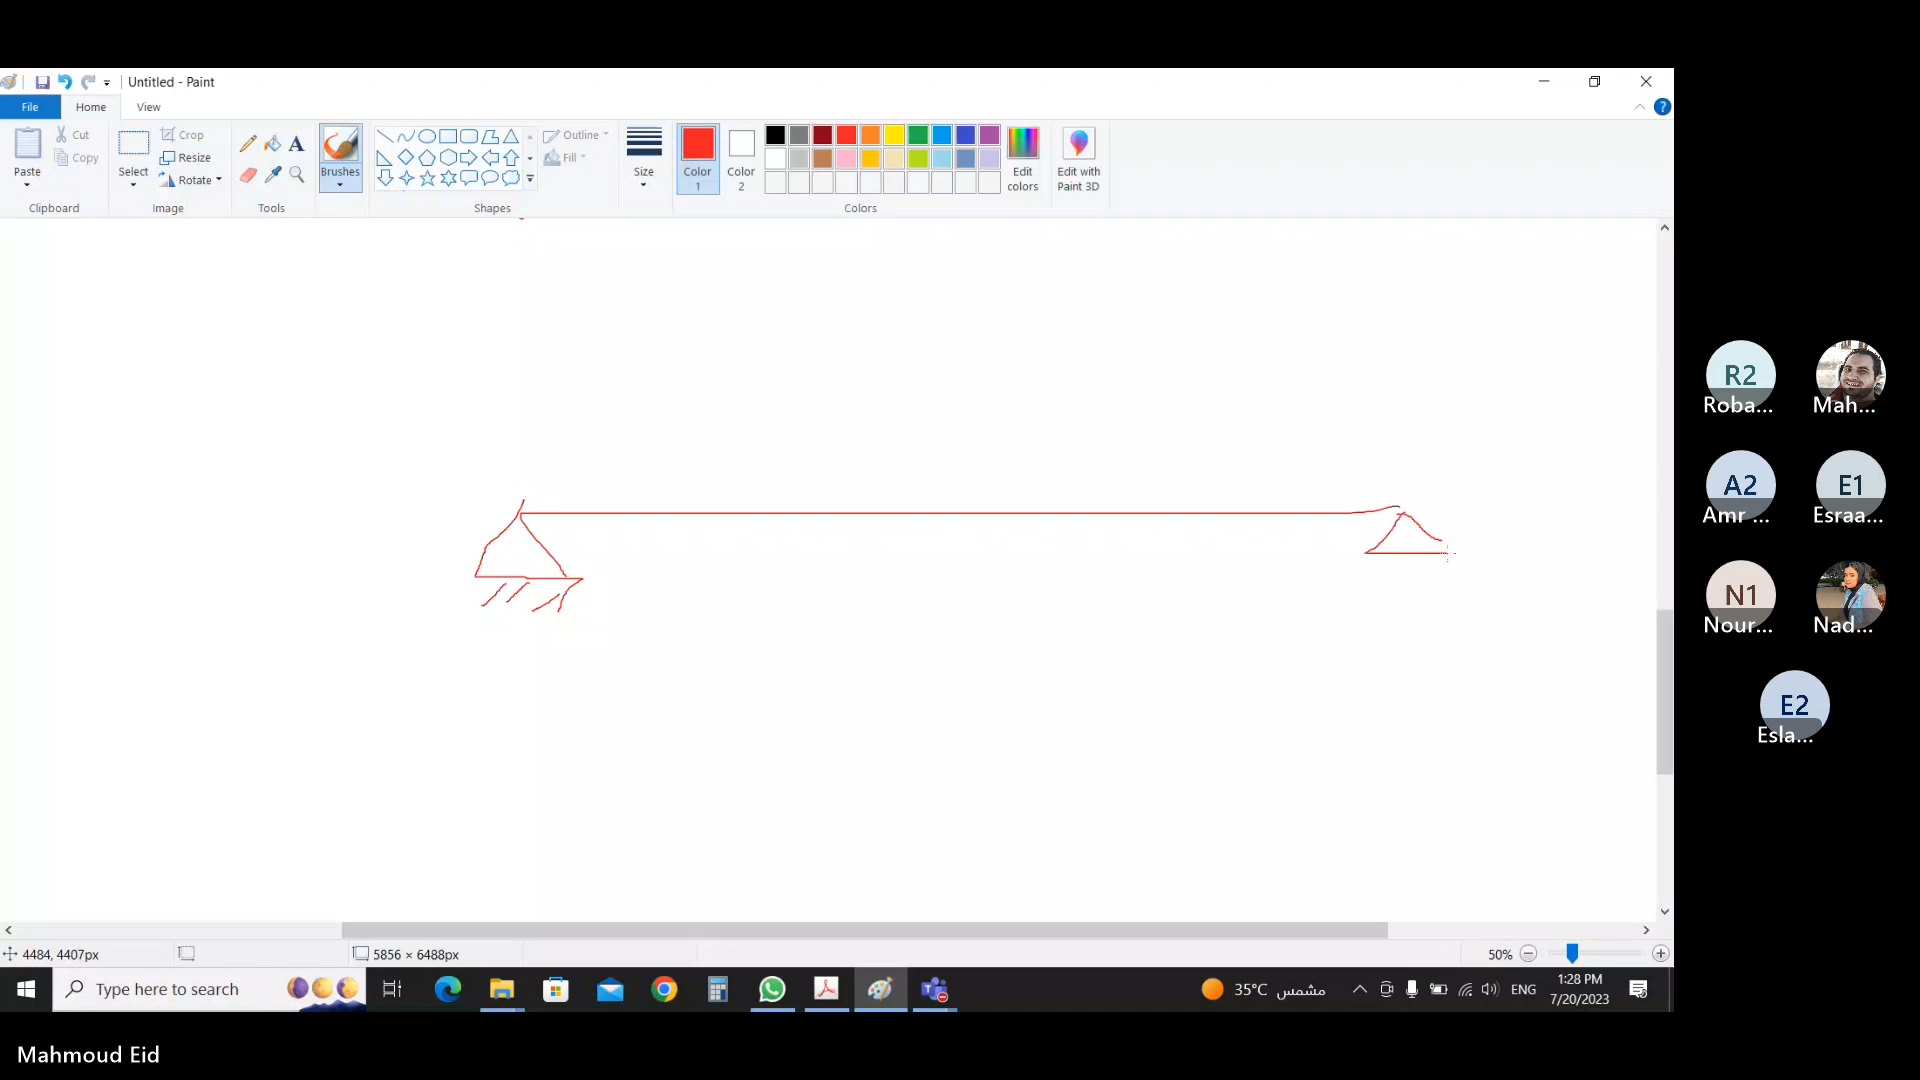 Untitled - Paint
File Home View
Paste Cut Copy
Clipboard
Select Crop Resize Rotate
Image
A
Tools
Brushes
Outline Fill
Shapes
Size
Color 1
Color 2
Edit colors
Colors
Edit with Paint 3D
?
R2
Roba...
Mah...
A2
Amr ...
E1
Esraa...
N1
Nour...
Nad...
E2
Esla...
4484, 4407px
5856 × 6488px
50%
Type here to search
35°C مشمس
ENG
1:28 PM
7/20/2023
Mahmoud Eid